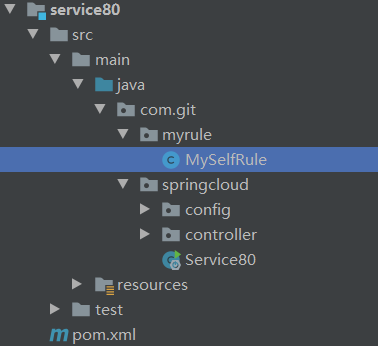 service80
src
main
java
com.git
myrule
MySelfRule
springcloud
config
controller
Service80
resources
test
pom.xml